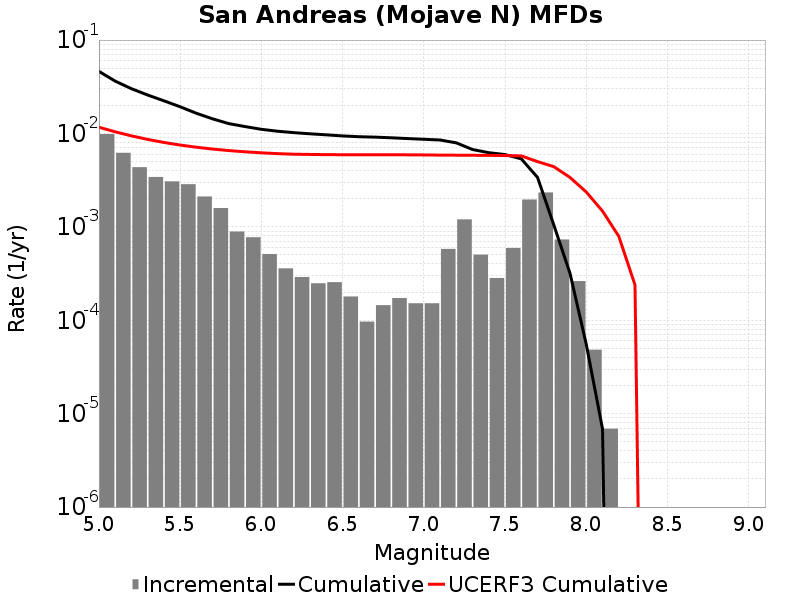 San Andreas (Mojave N) MFDs
10-1
10-2
10-3
10-4
10-5
10-6
Rate (1/yr)
5.0 5.5 6.0 6.5 7.0 7.5 8.0 8.5 9.0
Magnitude
Incremental Cumulative UCERF3 Cumulative